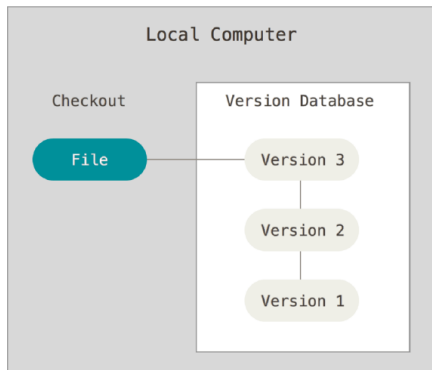 Local Computer
Checkout
Version Database
File
Version 3
Version 2
Version 1